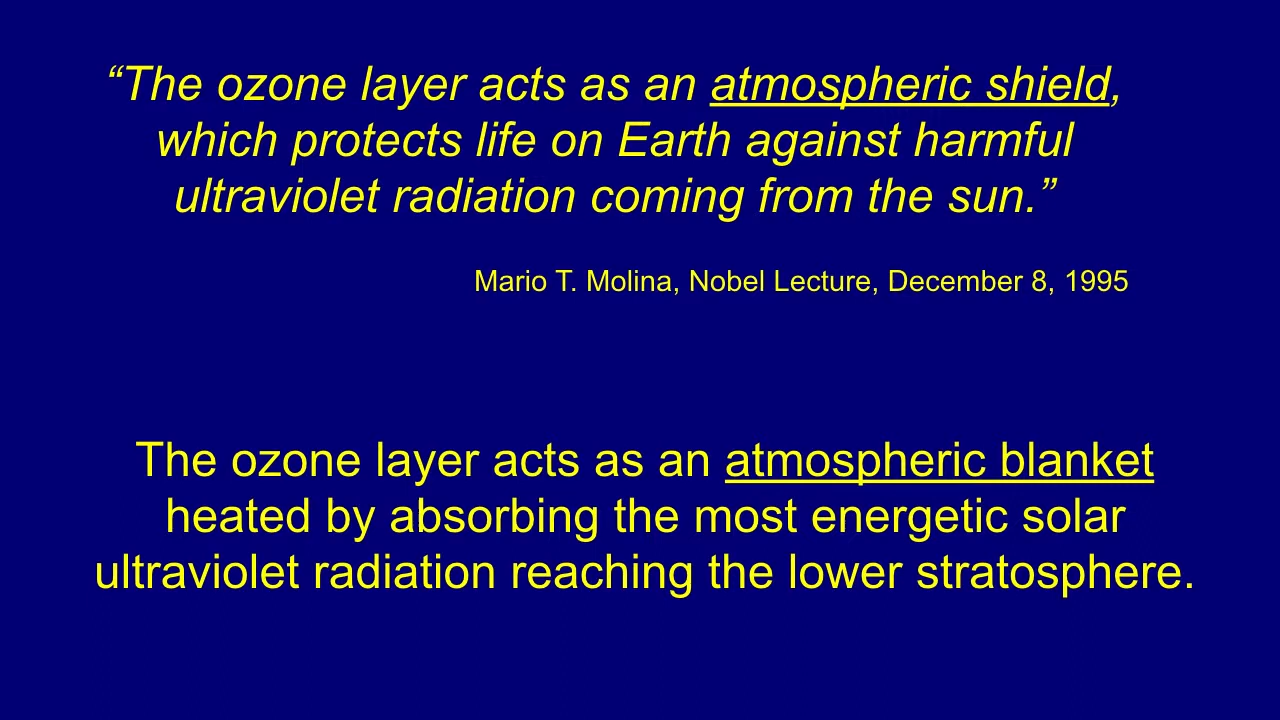 “The ozone layer acts as an atmospheric shield,
which protects life on Earth against harmful
ultraviolet radiation coming from the sun.”
Mario T. Molina, Nobel Lecture, December 8, 1995
The ozone layer acts as an atmospheric blanket
heated by absorbing the most energetic solar
ultraviolet radiation reaching the lower stratosphere.